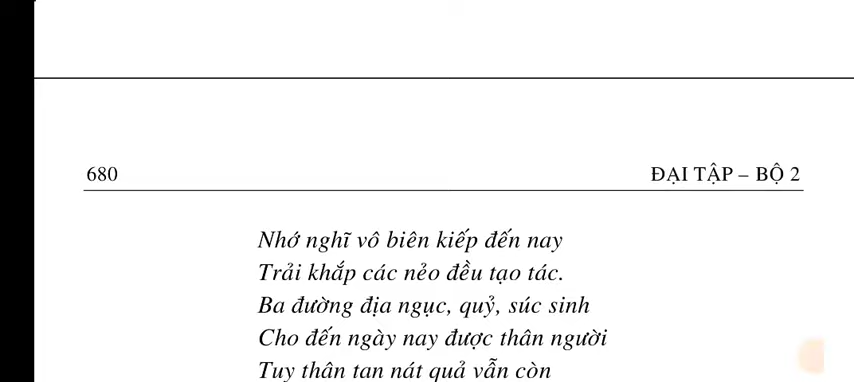 680 ĐẠI TẬP – BỘ 2
Nhớ nghĩ vô biên kiếp đến nay
Trải khắp các nẻo đều tạo tác.
Ba đường địa ngục, quỷ, súc sinh
Cho đến ngày nay được thân người
Tuy thân tan nát quả vẫn còn